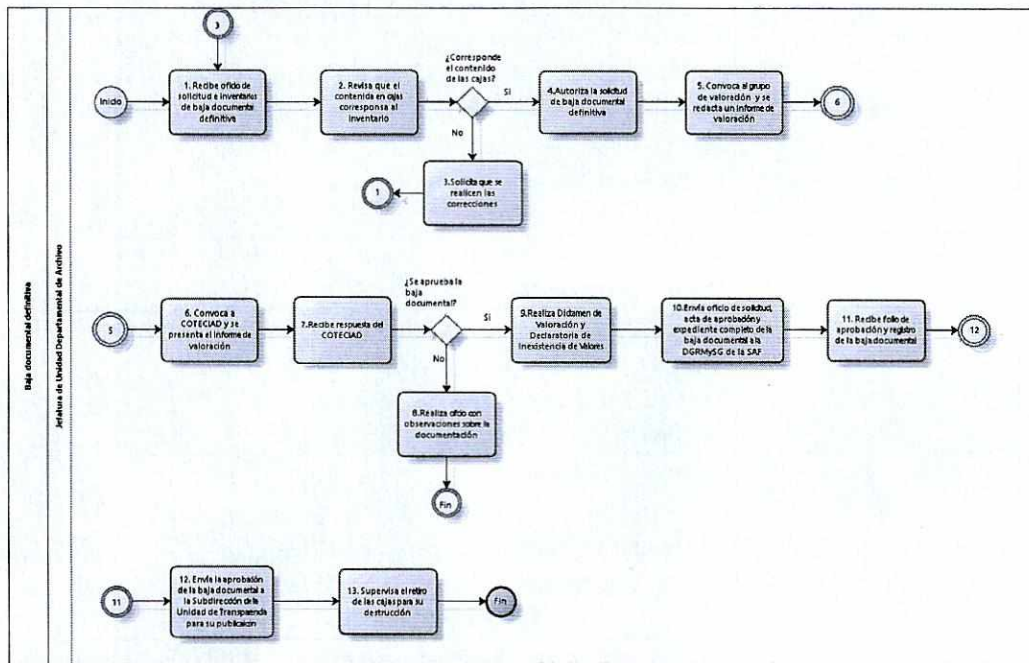 Baja documental definitiva
Jefatura de Unidad Departamental de Archivo
3
Inicio
1. Recibe oficio de
solicitud e inventarios de
baja documental
definitiva
2. Revisa que el
contenida en cajas
corresponsa al
inventario
¿Corresponde
el contenido
de las cajas?
Si
No
3.Solicita que se
realicen las
correcciones
1
4.Autoriza la solicitud
de baja documental
definitiva
5. Convoca al grupo
de valoración y se
redacta un informe de
valoración
6
5
6. Convoca a
COTECIAD y se
presenta el informe de
valoración
7.Recibe respuesta del
COTECIAD
¿Se aprueba la
baja
documental?
Si
No
8.Realiza oficio con
observaciones sobre la
documentación
Fin
9.Realiza Dictamen de
Valoración y
Declaratoria de
Inexistencia de Valores
10.Envía oficio de solicitud,
acta de aprobación y
expediente completo de la
baja documental a la
DGRMySG de la SAF
11. Recibe folio de
aprobación y registro
de la baja documental
12
11
12. Envía la aprobación
de la baja documental a
la Subdirección de la
Unidad de Transparencia
para su publicaion
13. Supervisa el retiro
de las cajas para su
destrucción
Fin